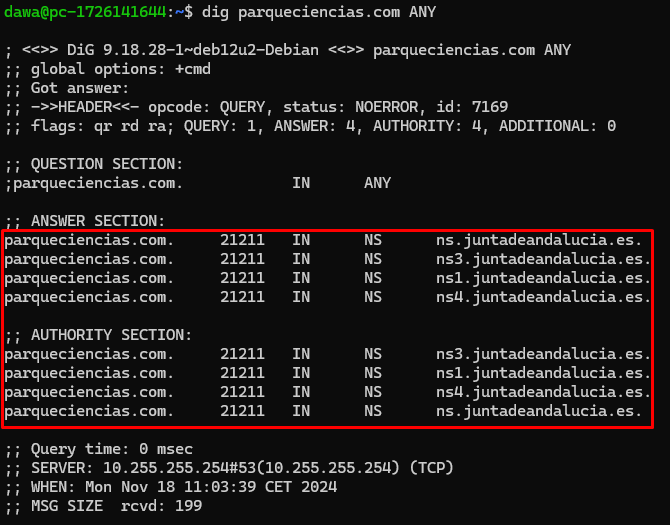 dawa@pc-1726141644:~$ dig parqueciencias.com ANY
; <<>> DiG 9.18.28-1~deb12u2-Debian <<>> parqueciencias.com ANY
;; global options: +cmd
;; Got answer:
;; ->>HEADER<<- opcode: QUERY, status: NOERROR, id: 7169
;; flags: qr rd ra; QUERY: 1, ANSWER: 4, AUTHORITY: 4, ADDITIONAL: 0
;; QUESTION SECTION:
;parqueciencias.com. IN ANY
;; ANSWER SECTION:
parqueciencias.com. 21211 IN NS ns.juntadeandalucia.es.
parqueciencias.com. 21211 IN NS ns3.juntadeandalucia.es.
parqueciencias.com. 21211 IN NS ns1.juntadeandalucia.es.
parqueciencias.com. 21211 IN NS ns4.juntadeandalucia.es.
;; AUTHORITY SECTION:
parqueciencias.com. 21211 IN NS ns3.juntadeandalucia.es.
parqueciencias.com. 21211 IN NS ns1.juntadeandalucia.es.
parqueciencias.com. 21211 IN NS ns4.juntadeandalucia.es.
parqueciencias.com. 21211 IN NS ns.juntadeandalucia.es.
;; Query time: 0 msec
;; SERVER: 10.255.255.254#53(10.255.255.254) (TCP)
;; WHEN: Mon Nov 18 11:03:39 CET 2024
;; MSG SIZE rcvd: 199